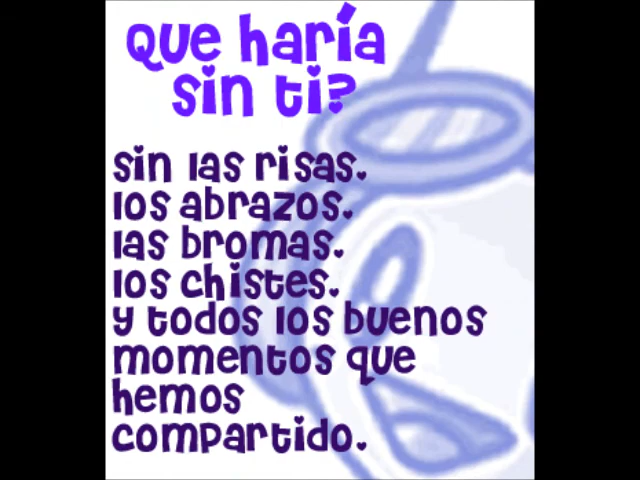 Que haría
sin ti?
sin las risas.
los abrazos.
las bromas.
los chistes.
y todos los buenos
momentos que
hemos
compartido.